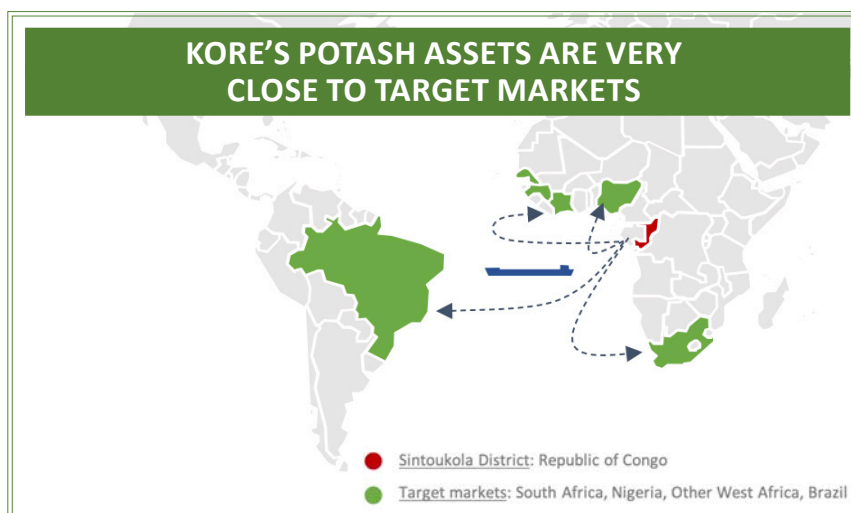 KORE’S POTASH ASSETS ARE VERY
CLOSE TO TARGET MARKETS
Sintoukola District: Republic of Congo
Target markets: South Africa, Nigeria, Other West Africa, Brazil